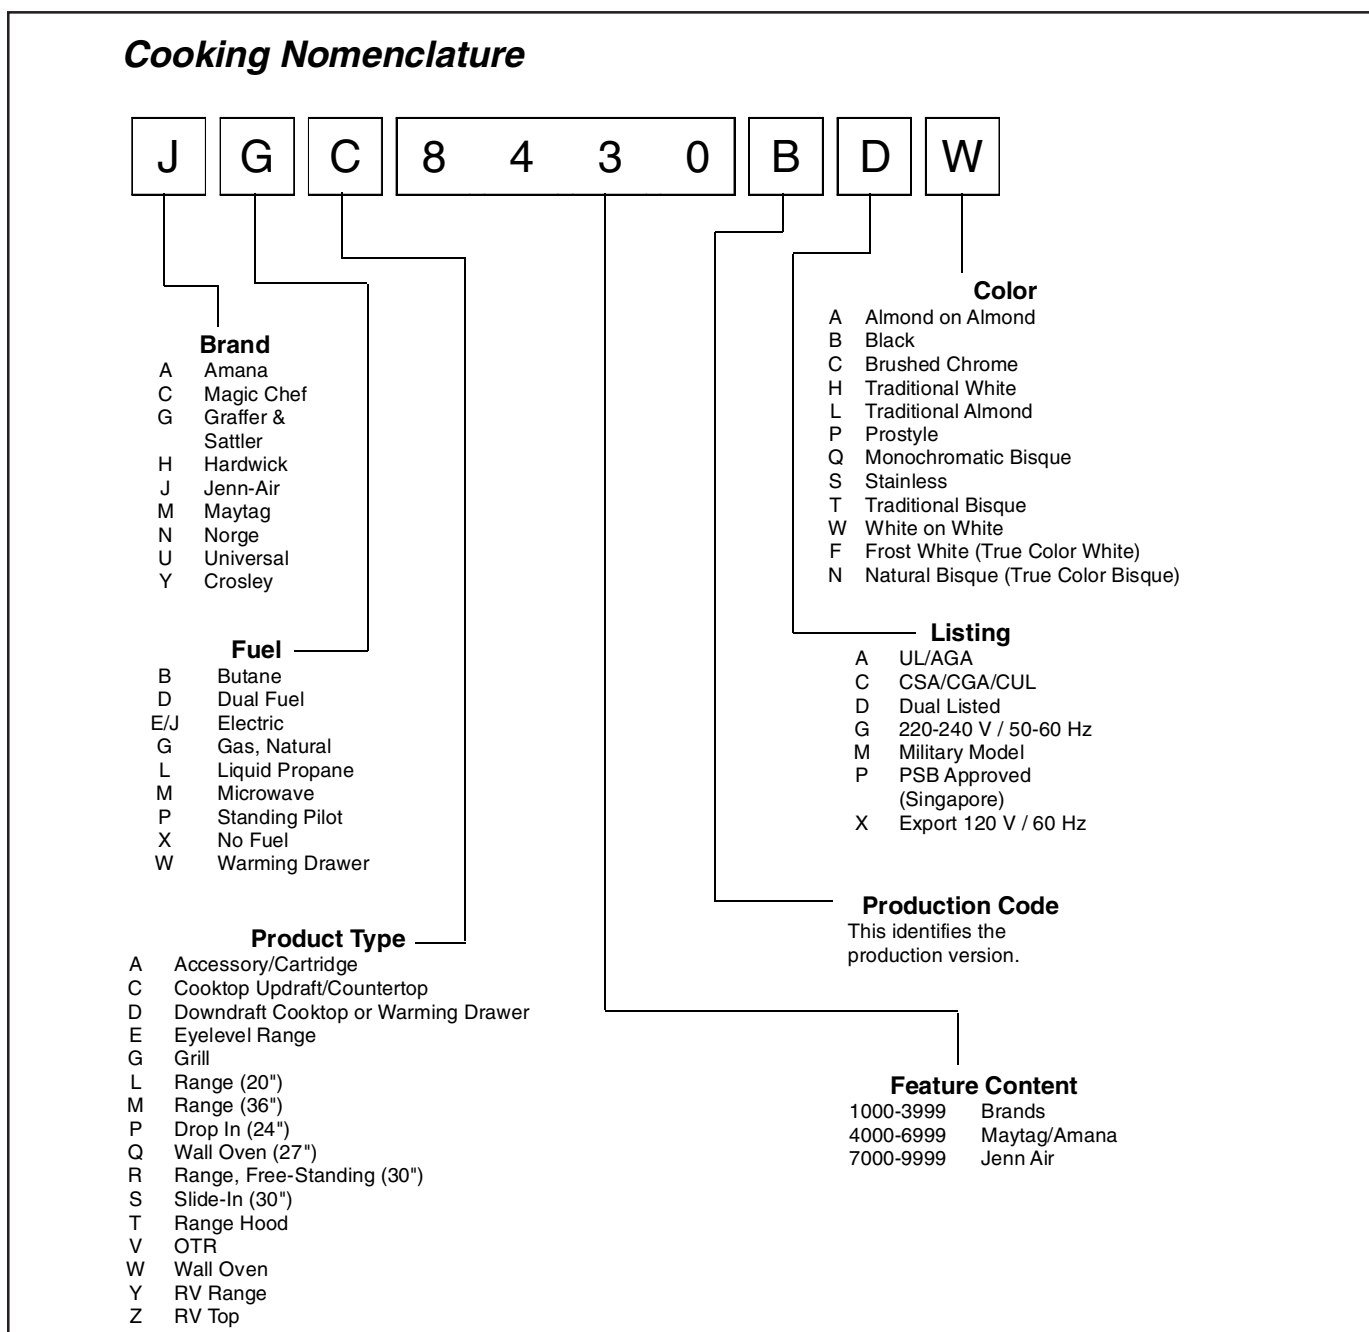 Cooking Nomenclature
J G C 8 4 3 0 B D W
Brand
A Amana
C Magic Chef
G Graffer &
Sattler
H Hardwick
J Jenn-Air
M Maytag
N Norge
U Universal
Y Crosley
Fuel
B Butane
D Dual Fuel
E/J Electric
G Gas, Natural
L Liquid Propane
M Microwave
P Standing Pilot
X No Fuel
W Warming Drawer
Product Type
A Accessory/Cartridge
C Cooktop Updraft/Countertop
D Downdraft Cooktop or Warming Drawer
E Eyelevel Range
G Grill
L Range (20")
M Range (36")
P Drop In (24")
Q Wall Oven (27")
R Range, Free-Standing (30")
S Slide-In (30")
T Range Hood
V OTR
W Wall Oven
Y RV Range
Z RV Top
Color
A Almond on Almond
B Black
C Brushed Chrome
H Traditional White
L Traditional Almond
P Prostyle
Q Monochromatic Bisque
S Stainless
T Traditional Bisque
W White on White
F Frost White (True Color White)
N Natural Bisque (True Color Bisque)
Listing
A UL/AGA
C CSA/CGA/CUL
D Dual Listed
G 220-240 V / 50-60 Hz
M Military Model
P PSB Approved
(Singapore)
X Export 120 V / 60 Hz
Production Code
This identifies the
production version.
Feature Content
1000-3999 Brands
4000-6999 Maytag/Amana
7000-9999 Jenn Air